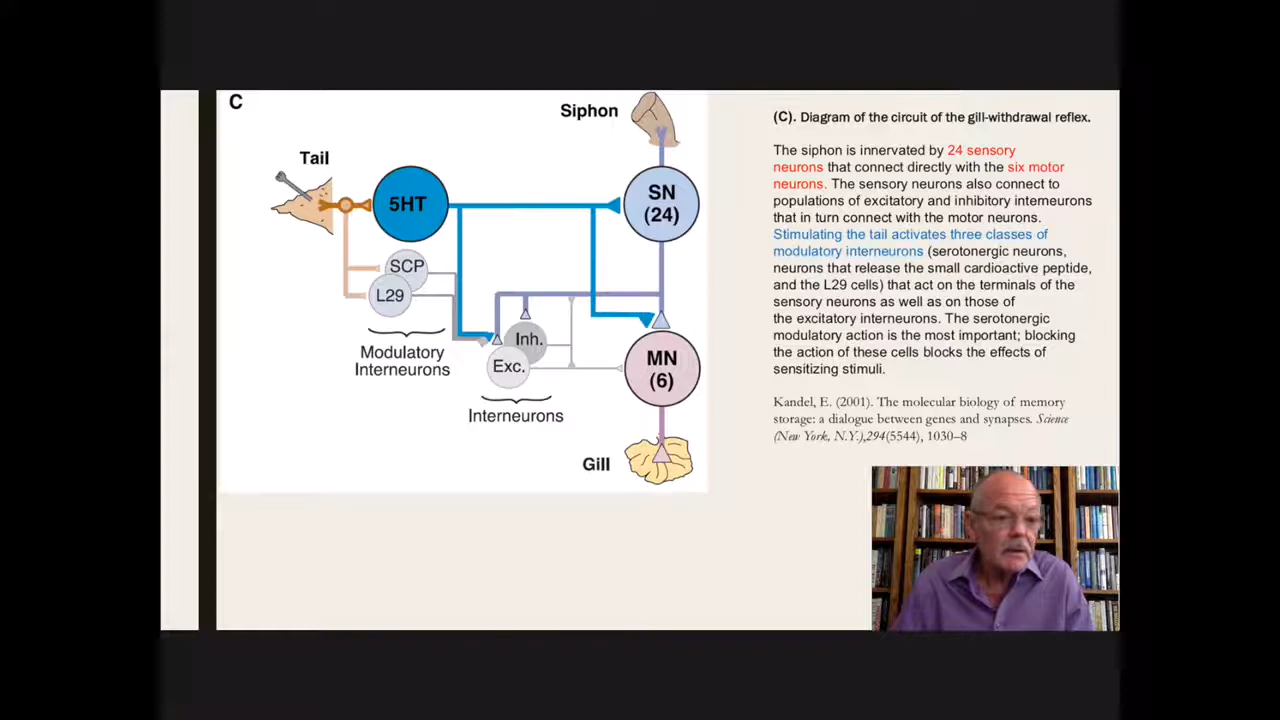 C
Siphon
Tail
5HT
SN
(24)
SCP
L29
Modulatory
Interneurons
Inh.
Exc.
Interneurons
MN
(6)
Gill
(C). Diagram of the circuit of the gill-withdrawal reflex.
The siphon is innervated by 24 sensory
neurons that connect directly with the six motor
neurons. The sensory neurons also connect to
populations of excitatory and inhibitory interneurons
that in turn connect with the motor neurons.
Stimulating the tail activates three classes of
modulatory interneurons (serotonergic neurons,
neurons that release the small cardioactive peptide,
and the L29 cells) that act on the terminals of the
sensory neurons as well as on those of
the excitatory interneurons. The serotonergic
modulatory action is the most important; blocking
the action of these cells blocks the effects of
sensitizing stimuli.
Kandel, E. (2001). The molecular biology of memory
storage: a dialogue between genes and synapses. Science
(New York, N.Y.),294(5544), 1030–8